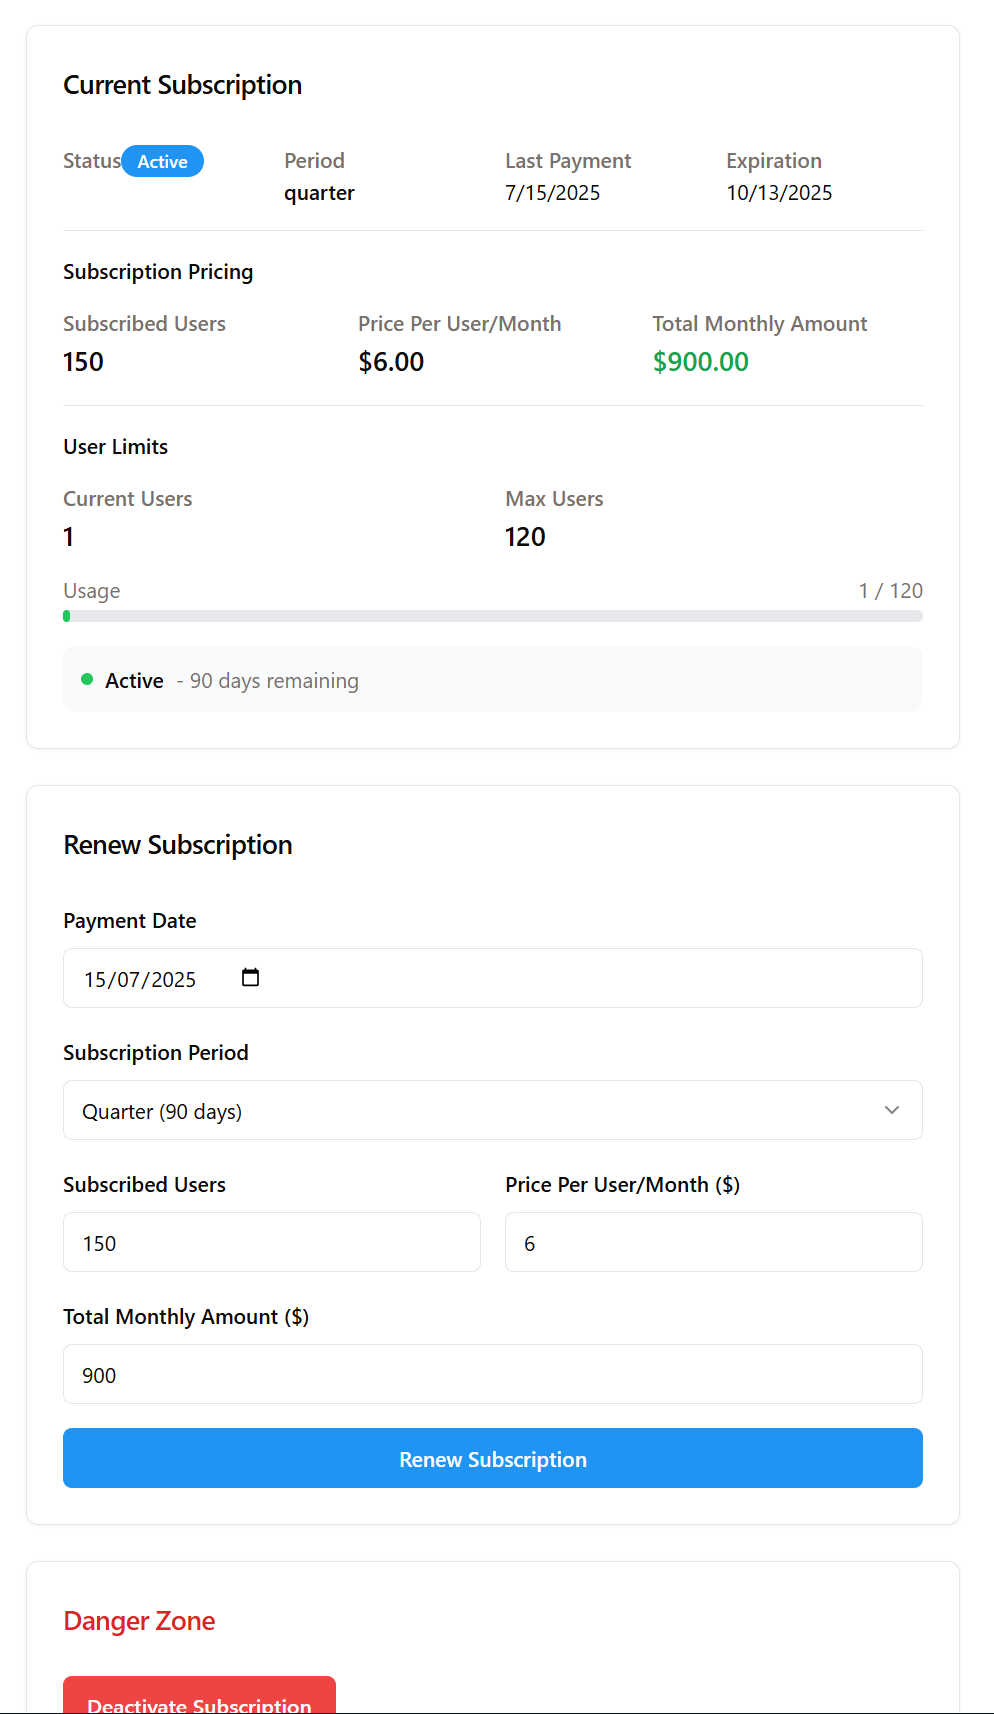 Current Subscription
Status Active Period Last Payment Expiration
quarter 7/15/2025 10/13/2025
Subscription Pricing
Subscribed Users Price Per User/Month Total Monthly Amount
150 $6.00 $900.00
User Limits
Current Users Max Users
1 120
Usage 1 / 120
Active - 90 days remaining
Renew Subscription
Payment Date
15/07/2025
Subscription Period
Quarter (90 days)
Subscribed Users Price Per User/Month ($)
150 6
Total Monthly Amount ($)
900
Renew Subscription
Danger Zone
Deactivate Subscription